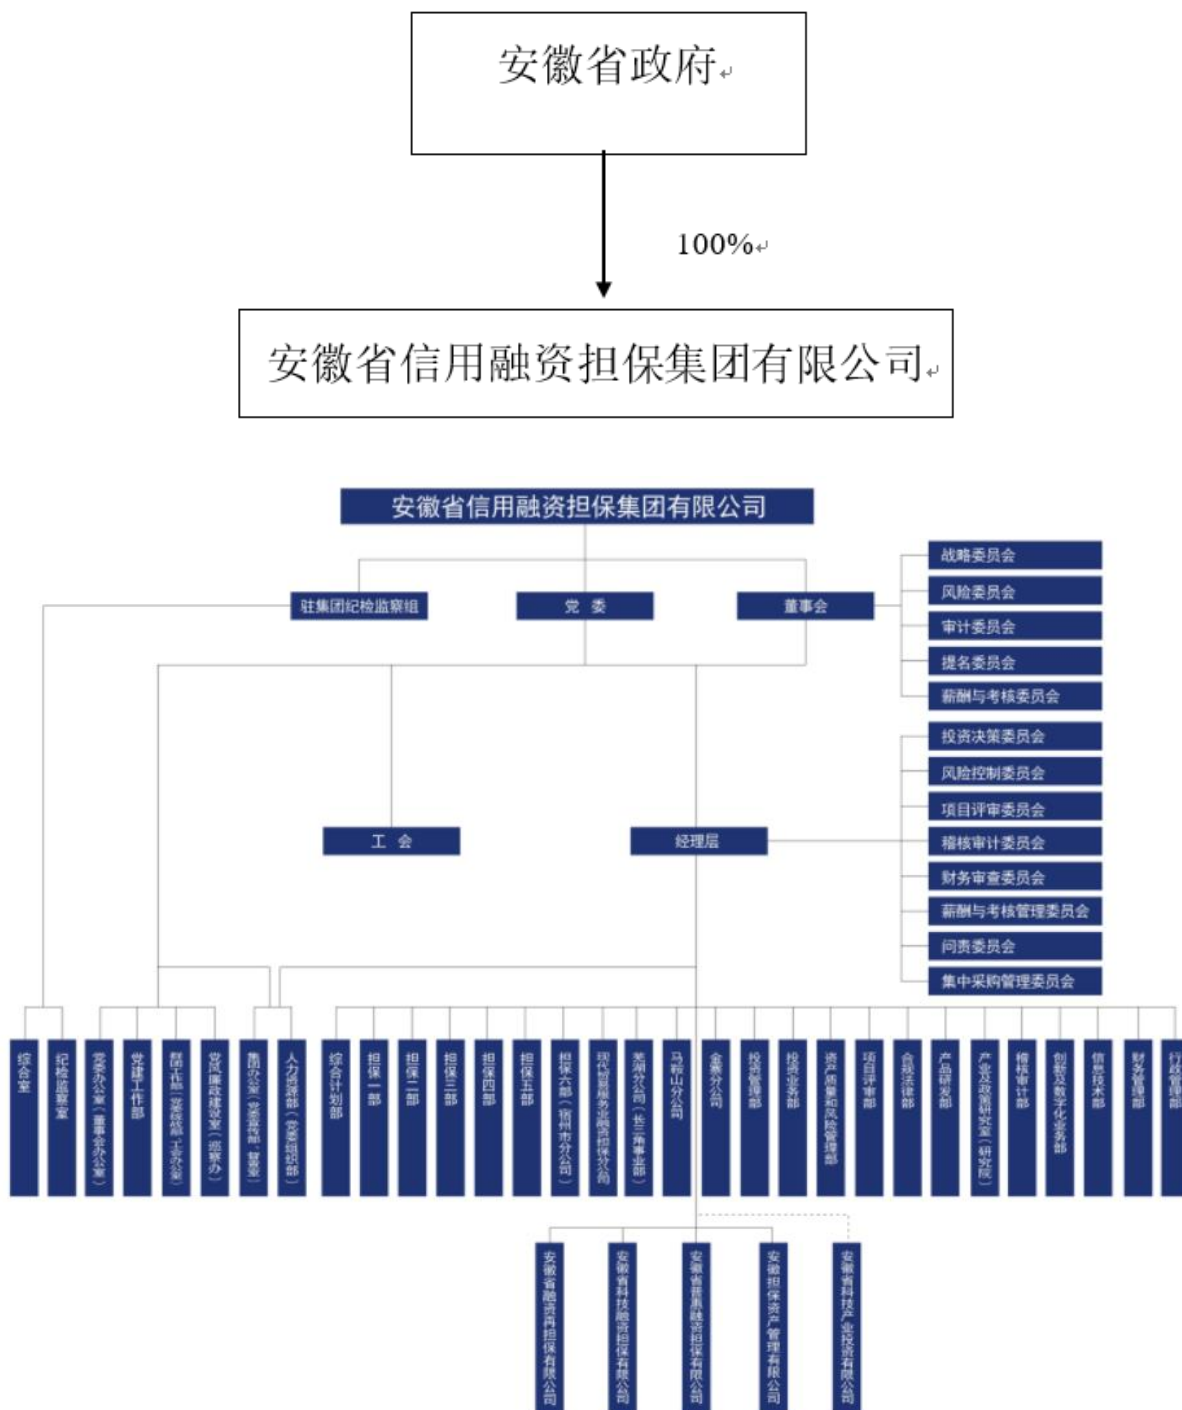 安徽省政府
100%
安徽省信用融资担保集团有限公司
安徽省信用融资担保集团有限公司
战略委员会
风险委员会
审计委员会
提名委员会
薪酬与考核委员会
驻集团纪检监察组
党 委
董事会
投资决策委员会
风险控制委员会
项目评审委员会
稽核审计委员会
财务审查委员会
薪酬与考核管理委员会
问责委员会
集中采购管理委员会
工 会
经理层
综合室
纪检监察室
党委办公室（董事会办公室）
党建工作部
群团工作部（党委统战部、工会办公室）
党风廉政建设室（巡察办）
集团办公室（党委宣传部、督查室）
人力资源部（党委组织部）
综合计划部
担保一部
担保二部
担保三部
担保四部
担保五部
担保六部（宿州市分公司）
现代物流服务业融资担保分公司
芜湖分公司（长三角事业部）
马鞍山分公司
金寨分公司
投资管理部
投资业务部
资产质量和风险管理部
项目评审部
合规法律部
产品研发部
产业及政策研究室（研究院）
稽核审计部
创新及数字化业务部
信息技术部
财务管理部
行政管理部
安徽省融资再担保有限公司
安徽省科技融资担保有限公司
安徽省普惠融资担保有限公司
安徽担保资产管理有限公司
安徽省科技产业投资有限公司